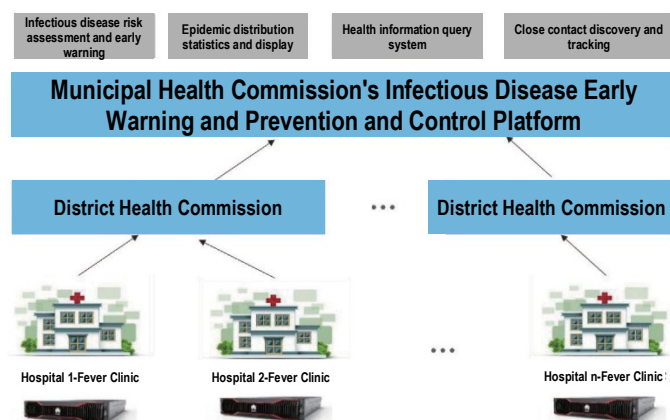 Infectious disease risk
assessment and early
warning
Epidemic distribution
statistics and display
Health information query
system
Close contact discovery and
tracking
Municipal Health Commission's Infectious Disease Early
Warning and Prevention and Control Platform
District Health Commission
...
District Health Commission
...
Hospital 1-Fever Clinic
Hospital 2-Fever Clinic
Hospital n-Fever Clinic